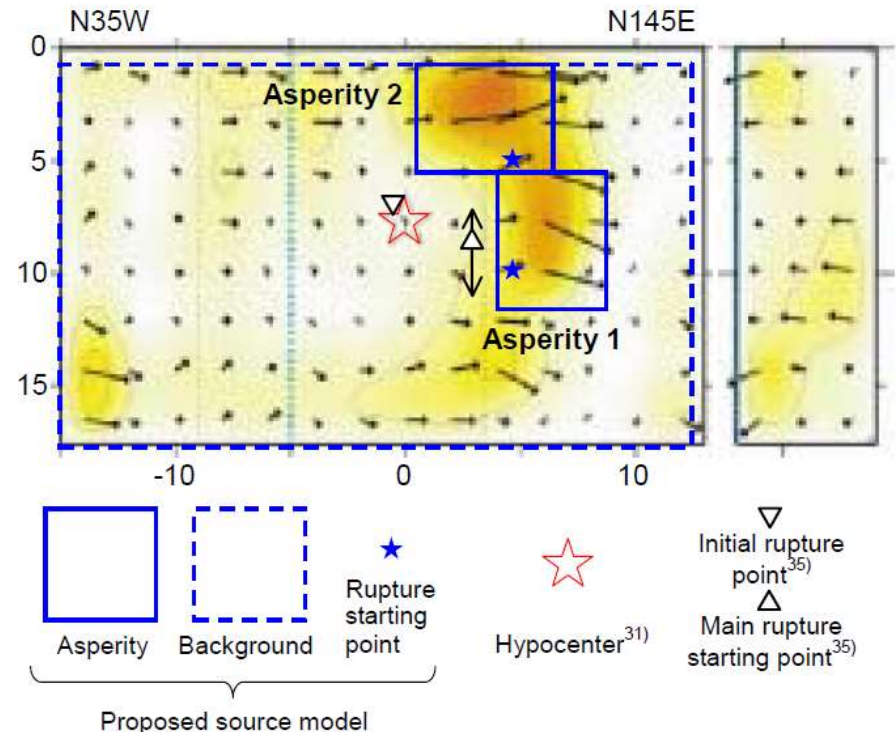 N35W N145E
0
Asperity 2
5
10
Asperity 1
15
-10 0 10
Initial rupture
point35)
Rupture
starting
point
Asperity Background Hypocenter31) Main rupture
starting point35)
Proposed source model